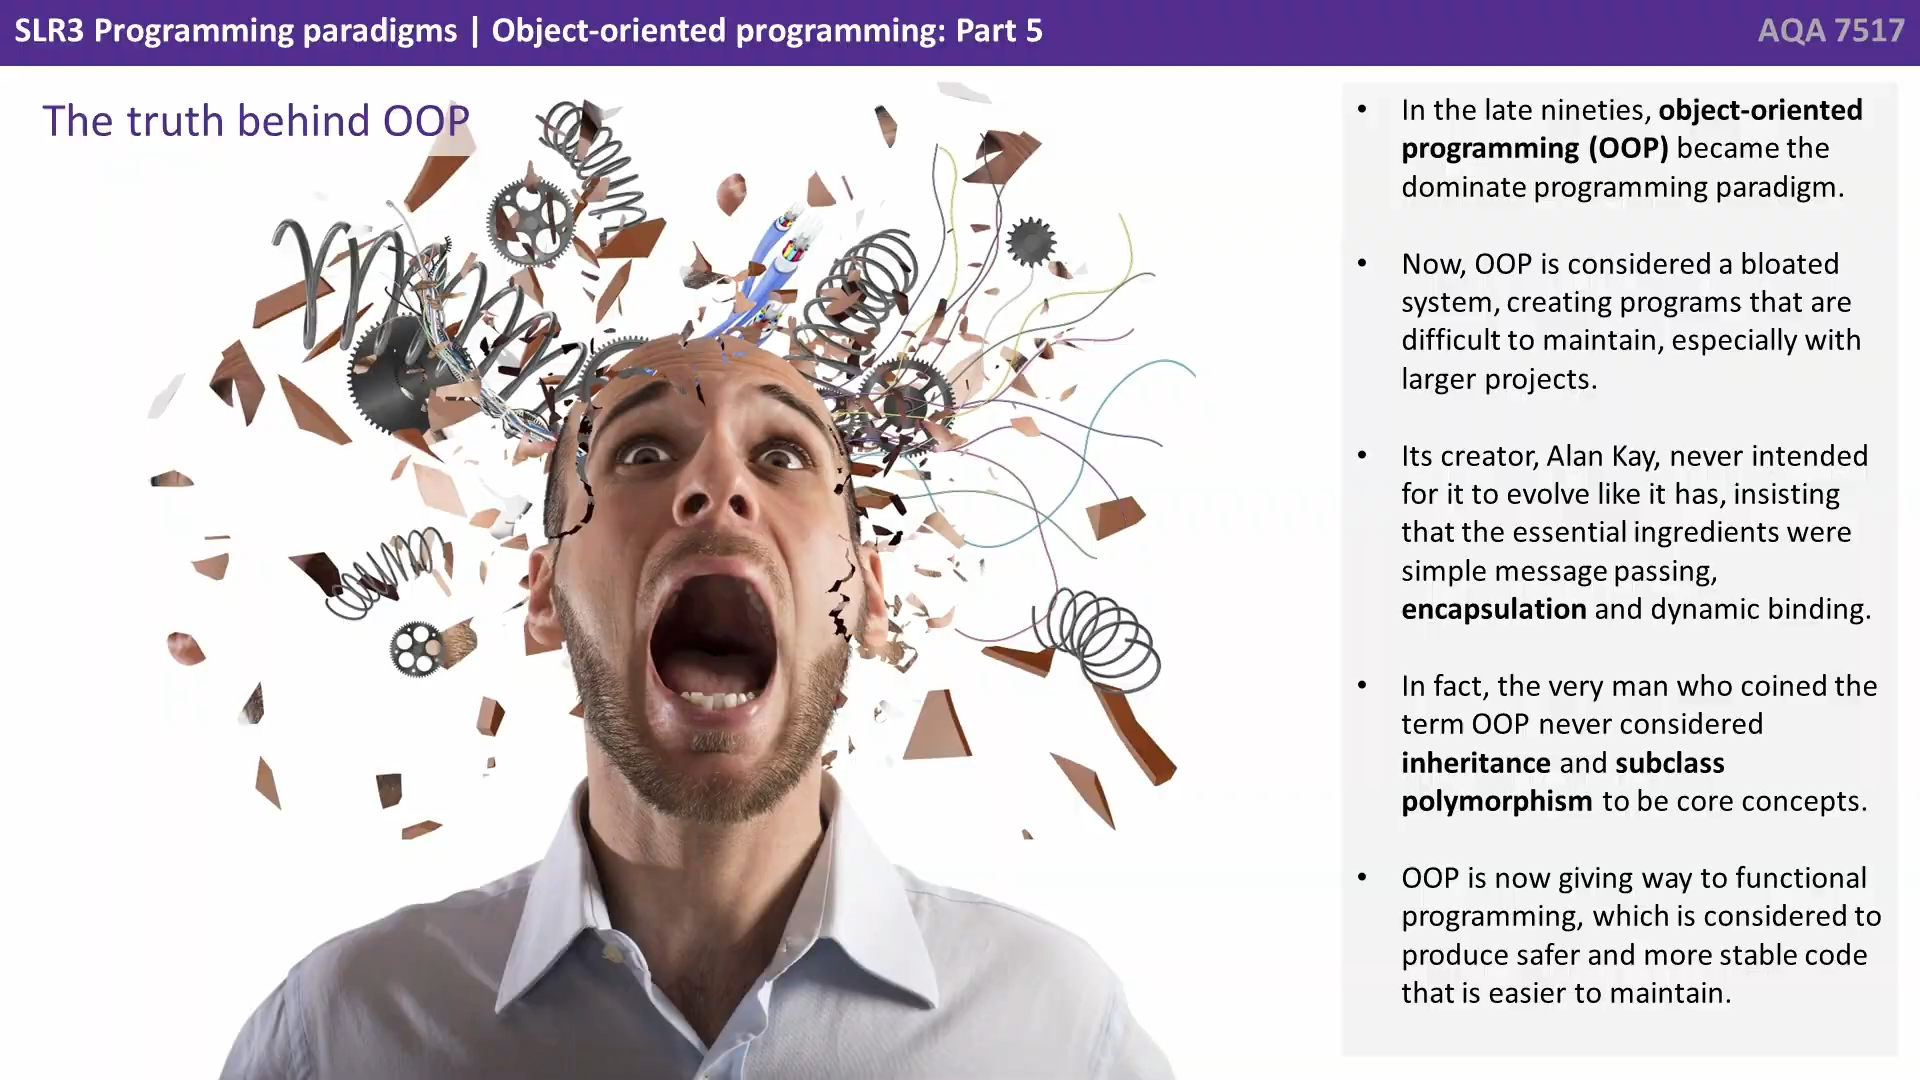 SLR3 Programming paradigms | Object-oriented programming: Part 5
AQA 7517
The truth behind OOP
• In the late nineties, object-oriented
programming (OOP) became the
dominate programming paradigm.
• Now, OOP is considered a bloated
system, creating programs that are
difficult to maintain, especially with
larger projects.
• Its creator, Alan Kay, never intended
for it to evolve like it has, insisting
that the essential ingredients were
simple message passing,
encapsulation and dynamic binding.
• In fact, the very man who coined the
term OOP never considered
inheritance and subclass
polymorphism to be core concepts.
• OOP is now giving way to functional
programming, which is considered to
produce safer and more stable code
that is easier to maintain.